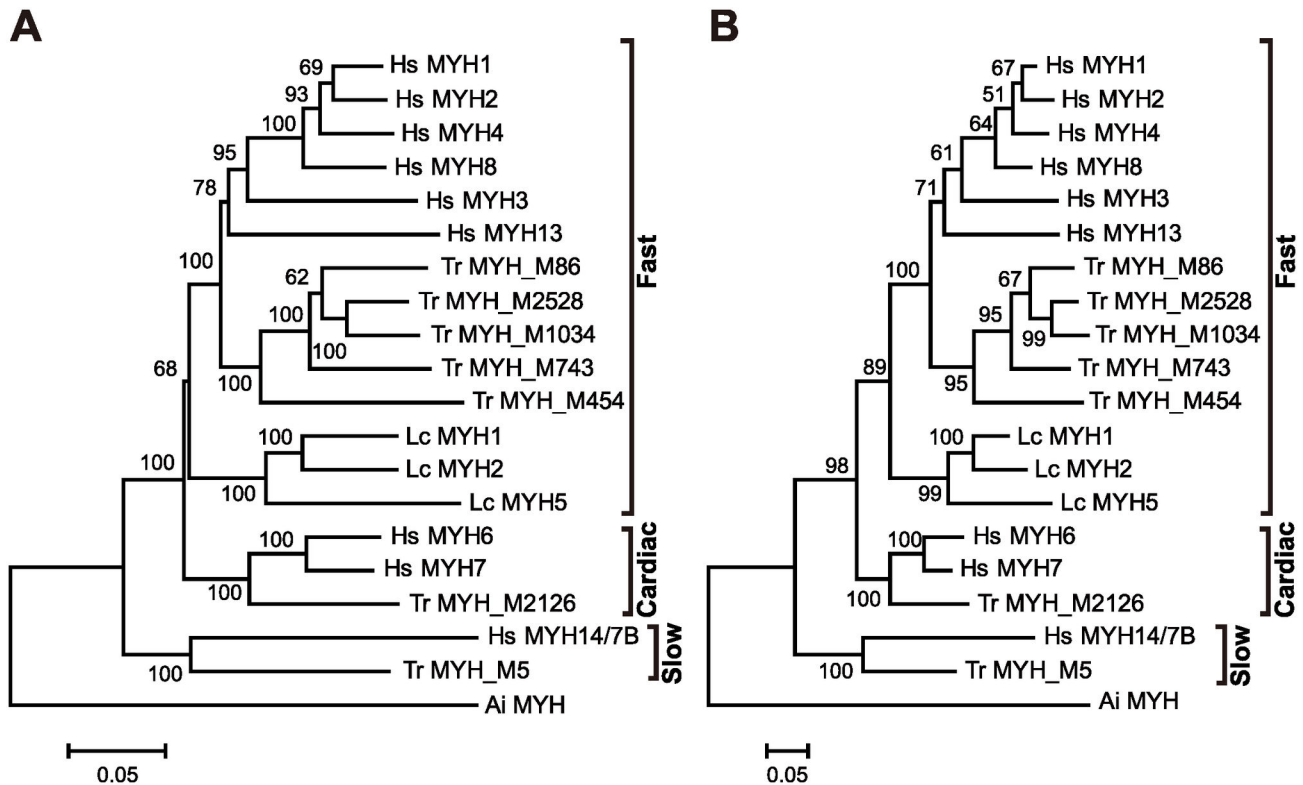 A
69
Hs MYH1
93
Hs MYH2
100
Hs MYH4
95
Hs MYH8
78
Hs MYH3
Hs MYH13
100
Tr MYH_M86
62
Tr MYH_M2528
100
Tr MYH_M1034
100
Tr MYH_M743
68
100
Tr MYH_M454
100
Lc MYH1
Lc MYH2
100
100
Lc MYH5
100
Hs MYH6
Hs MYH7
100
Tr MYH_M2126
Hs MYH14/7B
100
Tr MYH_M5
Ai MYH
Fast
Cardiac
Slow
0.05
B
67
Hs MYH1
51
Hs MYH2
64
Hs MYH4
61
Hs MYH8
71
Hs MYH3
Hs MYH13
100
Tr MYH_M86
67
Tr MYH_M2528
95
Tr MYH_M1034
99
Tr MYH_M743
89
95
Tr MYH_M454
100
Lc MYH1
Lc MYH2
98
99
Lc MYH5
100
Hs MYH6
Hs MYH7
100
Tr MYH_M2126
Hs MYH14/7B
100
Tr MYH_M5
Ai MYH
Fast
Cardiac
Slow
0.05